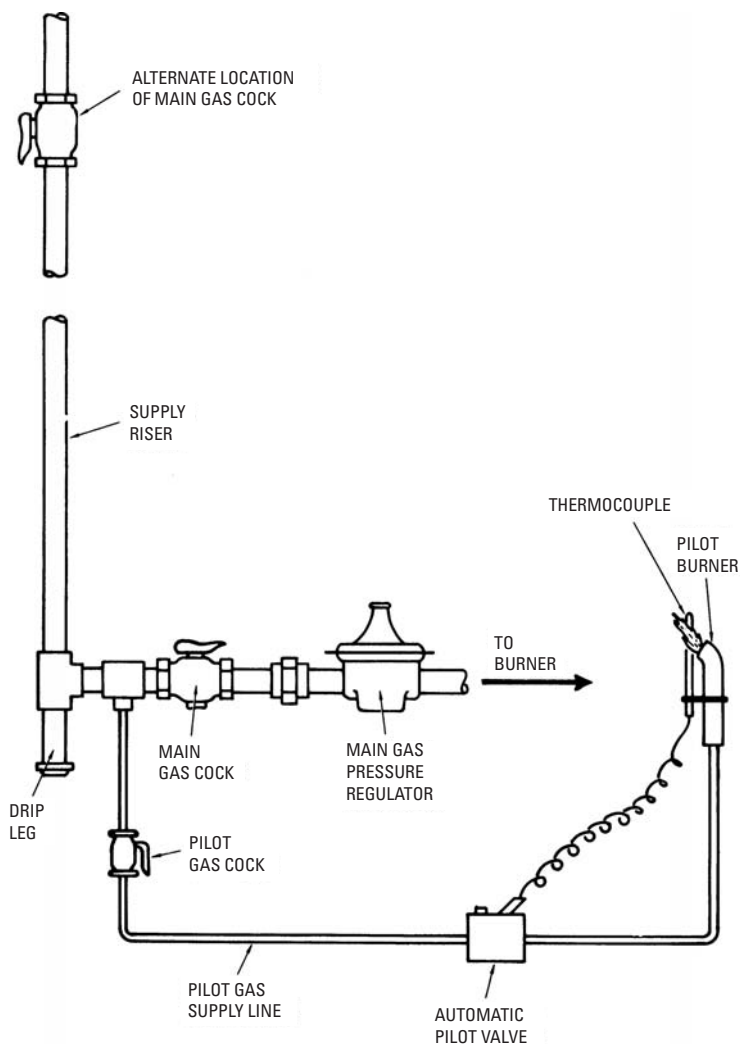 ALTERNATE LOCATION
OF MAIN GAS COCK
SUPPLY
RISER
THERMOCOUPLE
PILOT
BURNER
TO
BURNER
MAIN
GAS COCK
MAIN GAS
PRESSURE
REGULATOR
DRIP
LEG
PILOT
GAS COCK
PILOT GAS
SUPPLY LINE
AUTOMATIC
PILOT VALVE